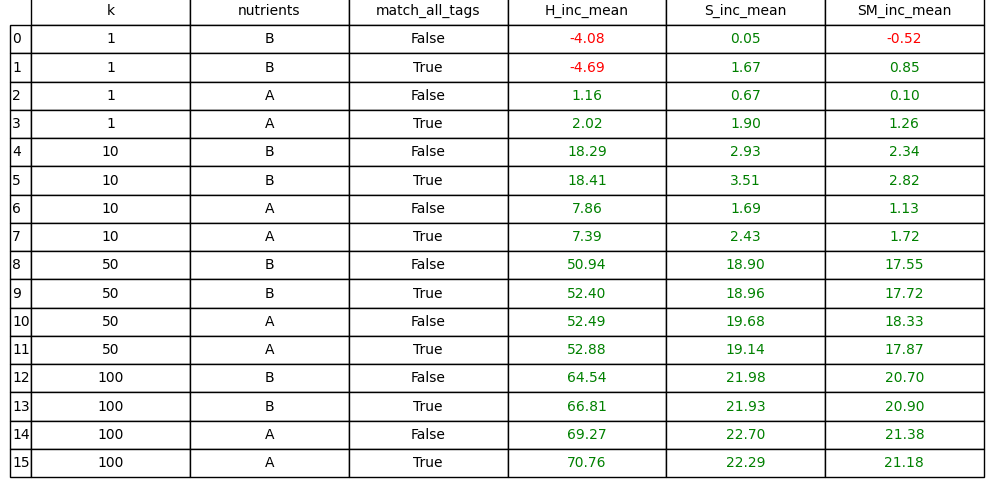 k nutrients match_all_tags H_inc_mean S_inc_mean SM_inc_mean
0 1 B False -4.08 0.05 -0.52
1 1 B True -4.69 1.67 0.85
2 1 A False 1.16 0.67 0.10
3 1 A True 2.02 1.90 1.26
4 10 B False 18.29 2.93 2.34
5 10 B True 18.41 3.51 2.82
6 10 A False 7.86 1.69 1.13
7 10 A True 7.39 2.43 1.72
8 50 B False 50.94 18.90 17.55
9 50 B True 52.40 18.96 17.72
10 50 A False 52.49 19.68 18.33
11 50 A True 52.88 19.14 17.87
12 100 B False 64.54 21.98 20.70
13 100 B True 66.81 21.93 20.90
14 100 A False 69.27 22.70 21.38
15 100 A True 70.76 22.29 21.18